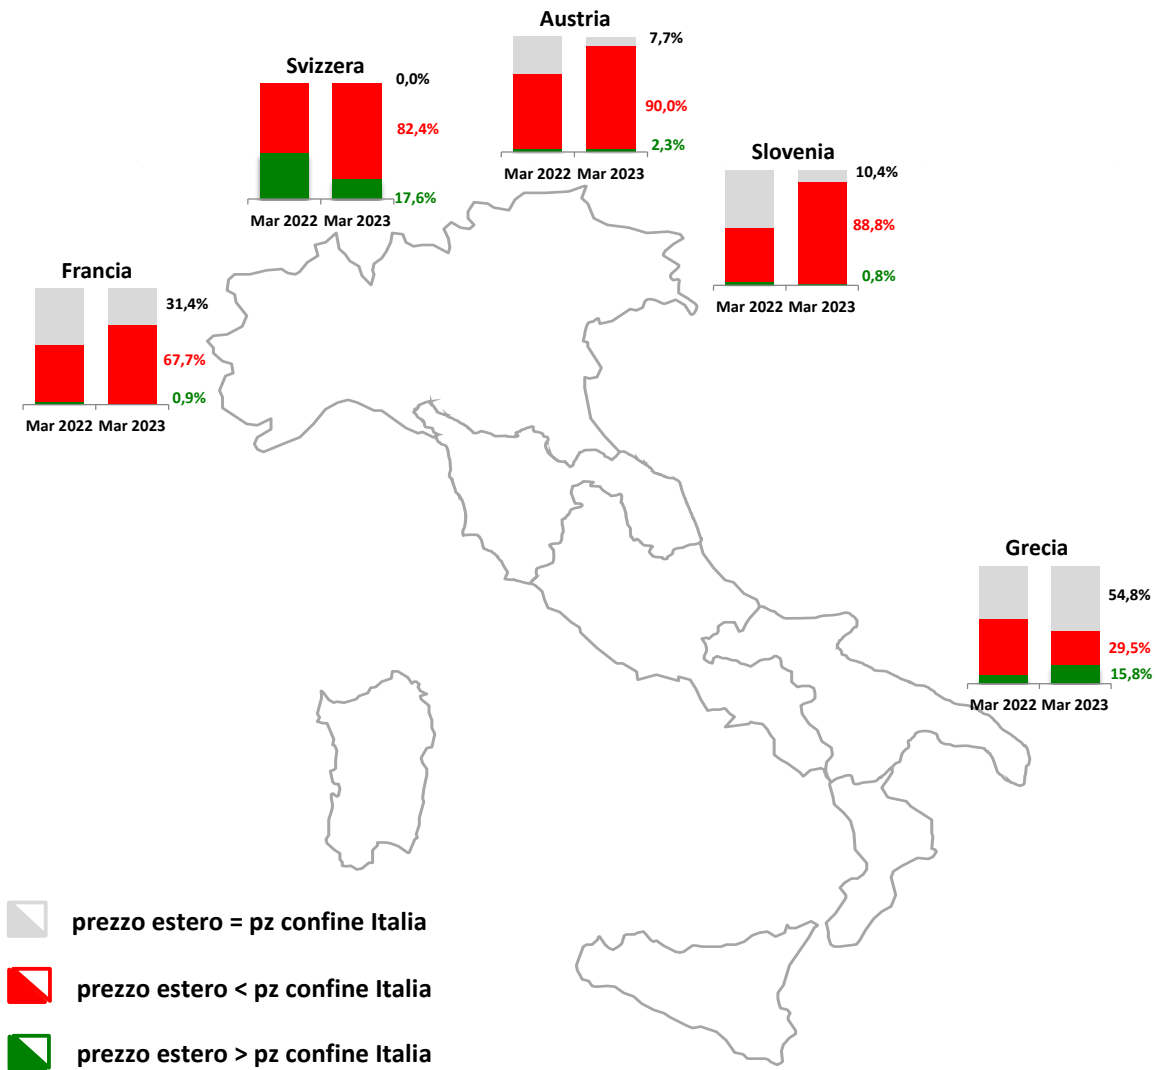 Austria
7,7%
90,0%
2,3%
Mar 2022 Mar 2023
Svizzera
0,0%
82,4%
17,6%
Mar 2022 Mar 2023
Slovenia
10,4%
88,8%
0,8%
Mar 2022 Mar 2023
Francia
31,4%
67,7%
0,9%
Mar 2022 Mar 2023
Grecia
54,8%
29,5%
15,8%
Mar 2022 Mar 2023
prezzo estero = pz confine Italia
prezzo estero < pz confine Italia
prezzo estero > pz confine Italia